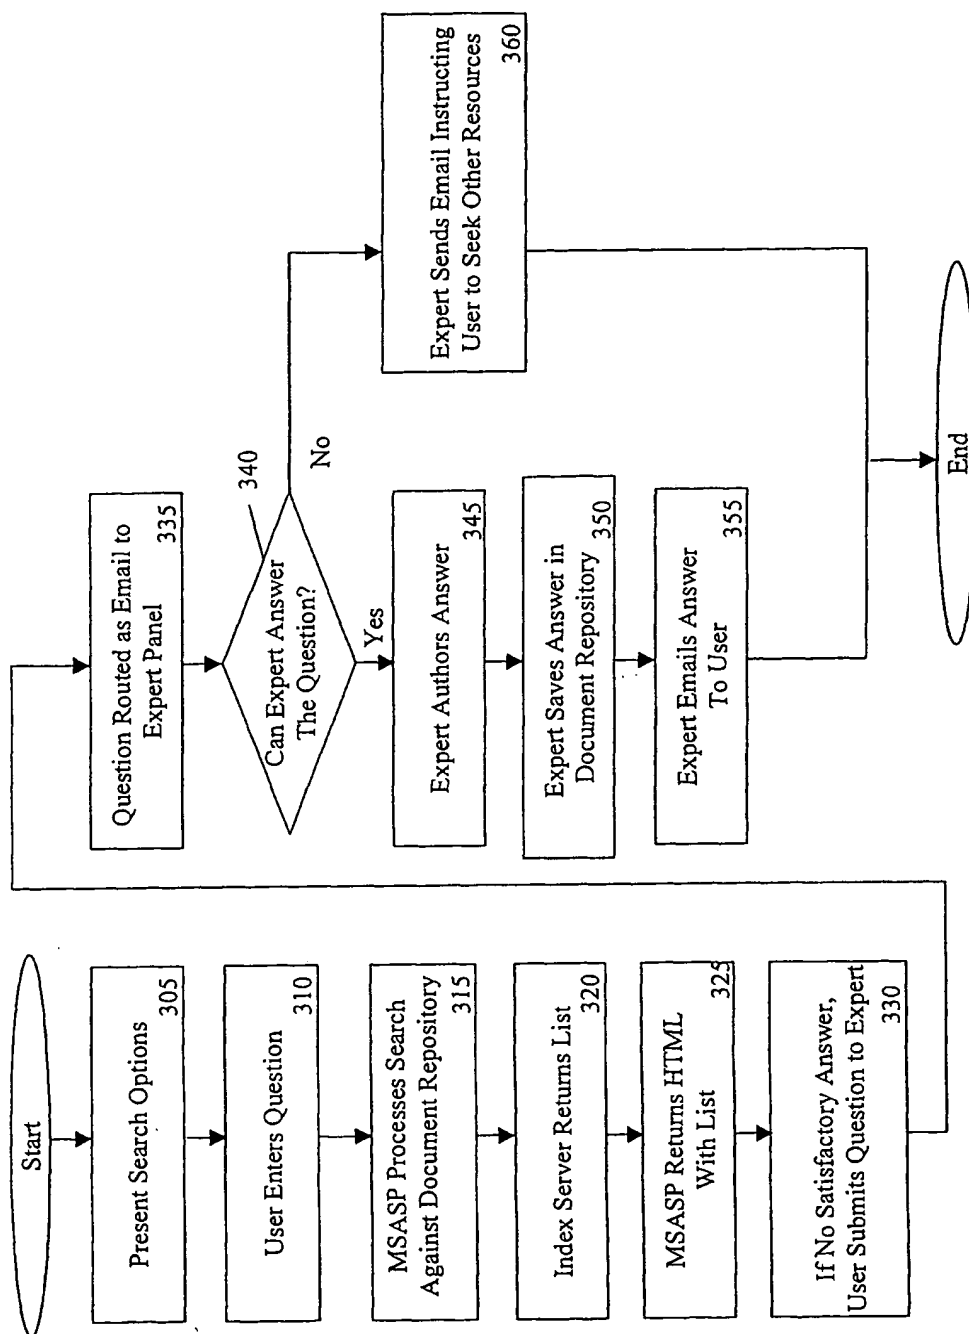 Start
Present Search Options
305
User Enters Question
310
MSASP Processes Search
Against Document Repository
315
Index Server Returns List
320
MSASP Returns HTML
With List
325
If No Satisfactory Answer,
User Submits Question to Expert
330
Question Routed as Email to
Expert Panel
335
Can Expert Answer
The Question?
340
No
Yes
Expert Authors Answer
345
Expert Saves Answer in
Document Repository
350
Expert Emails Answer
To User
355
Expert Sends Email Instructing
User to Seek Other Resources
360
End